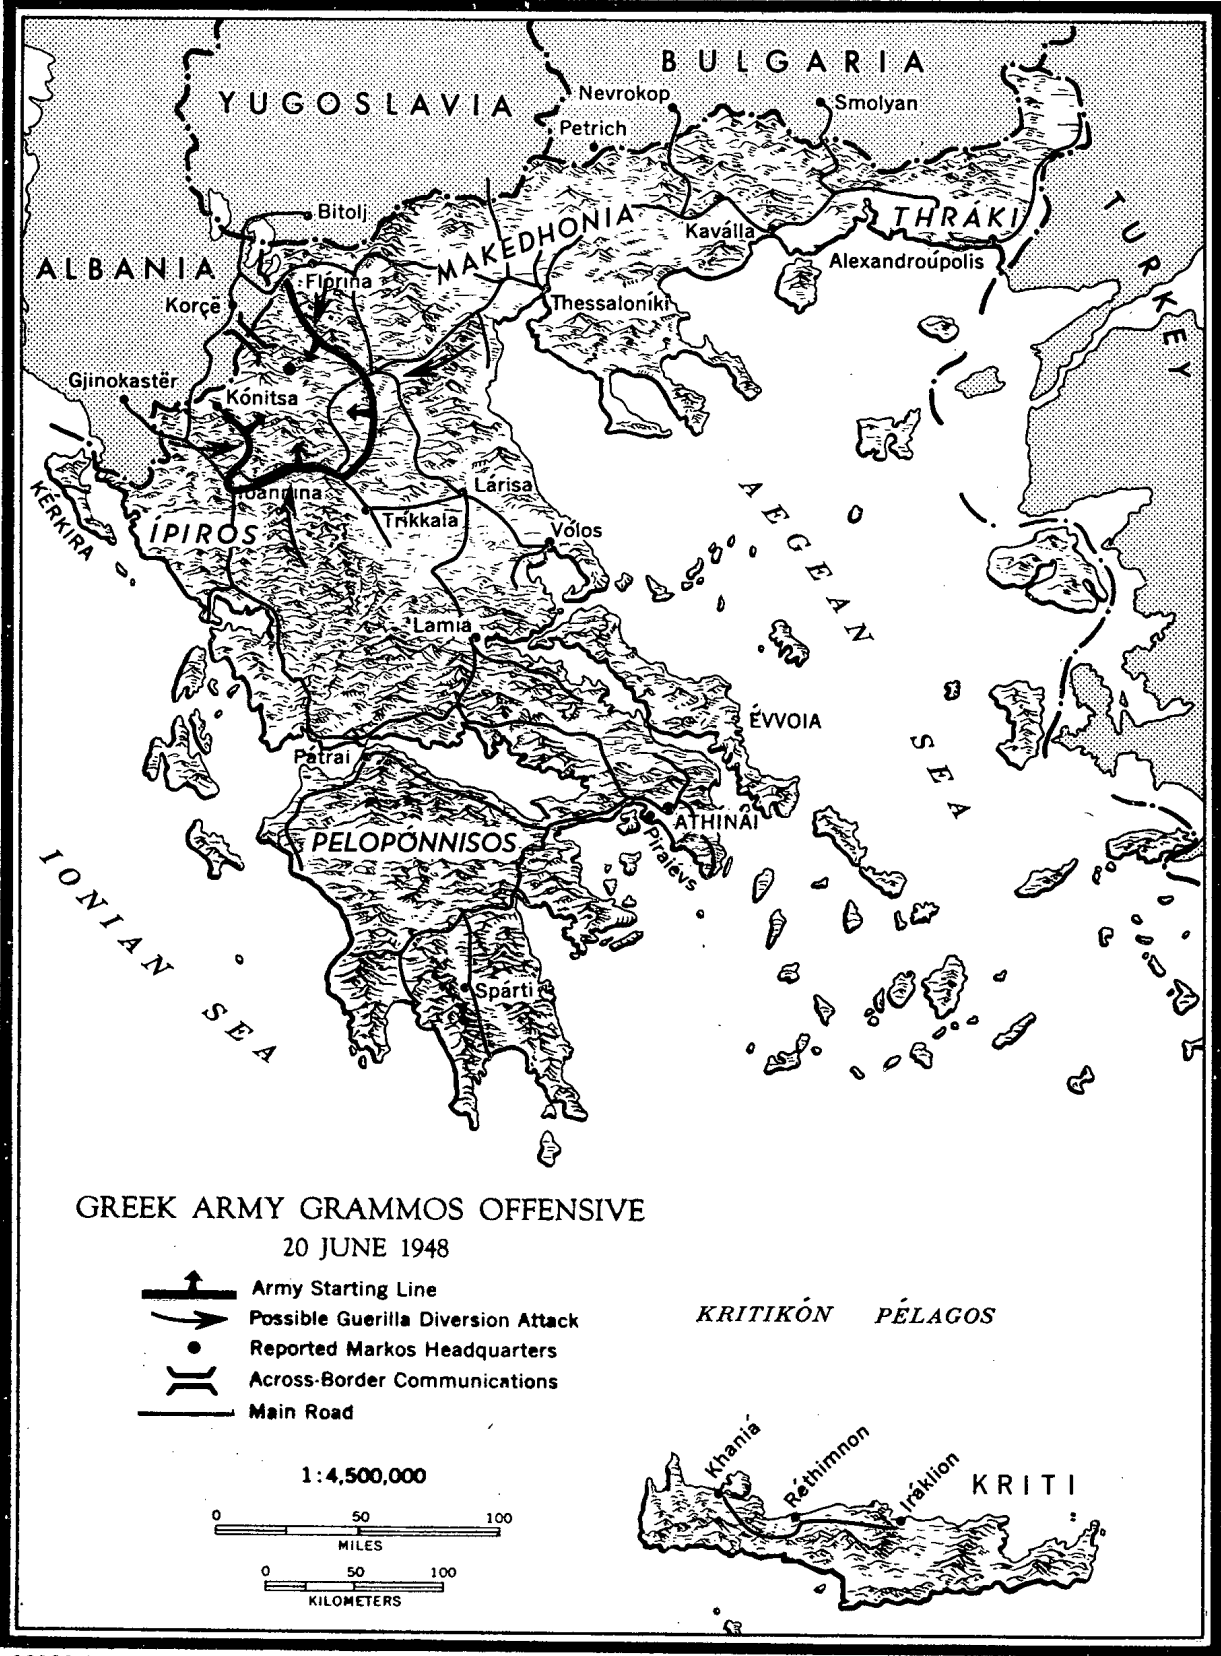 BULGARIA
YUGOSLAVIA
Nevrokop
Smolyan
Petrich
Bitolj
MAKEDHONIA
THRÁKI
TURKEY
Kaválla
ALBANIA
Alexandroúpolis
Flórina
Korçë
Thessaloníki
Gjinokastër
Kónitsa
KÉRKIRA
Ioánnina
Lárisa
Tríkkala
ÍPIROS
Vólos
AEGEAN SEA
Lamía
ÉVVOIA
Pátrai
ATHÍNÁI
Piraiévs
PELOPÓNNISOS
IONIAN SEA
Spárti
GREEK ARMY GRAMMOS OFFENSIVE
20 JUNE 1948
Army Starting Line
Possible Guerilla Diversion Attack
Reported Markos Headquarters
Across-Border Communications
Main Road
KRITIKÓN PÉLAGOS
1:4,500,000
0 50 100
MILES
0 50 100
KILOMETERS
Khaniá
Réthimnon
Iráklion
KRITI